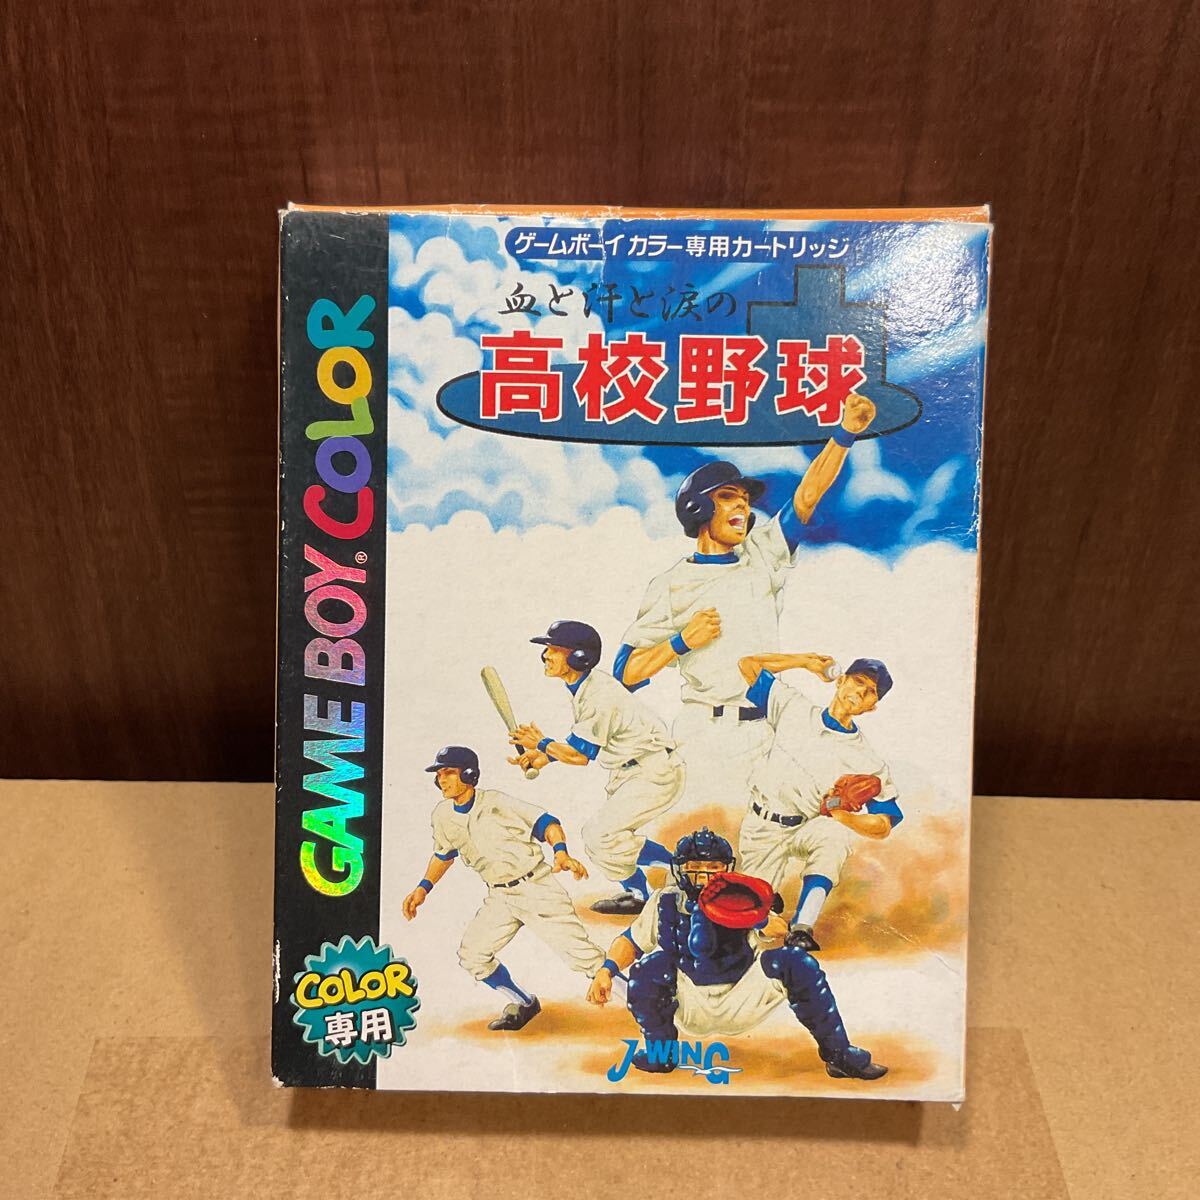 ゲームボーイカラー専用カートリッジ
血と汗と涙の
高校野球
GAME BOY® COLOR
COLOR
専用
J-WING